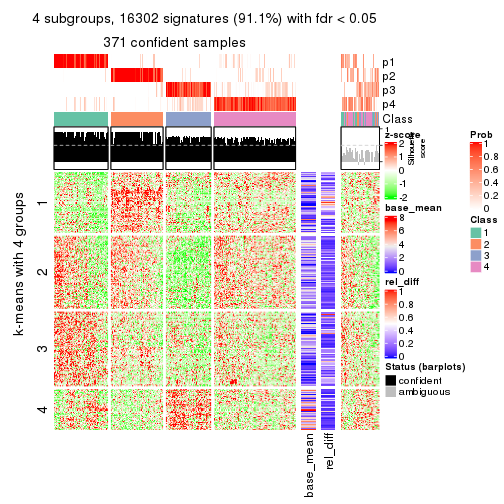 4 subgroups, 16302 signatures (91.1%) with fdr < 0.05
371 confident samples
p1
p2
p3
p4
Class
1
Silhouette
score
k-means with 4 groups
1
2
3
4
base_mean
rel_diff
z-score
2
1
0
-1
-2
base_mean
8
6
4
2
0
rel_diff
1
0.8
0.6
0.4
0.2
0
Status (barplots)
confident
ambiguous
Prob
1
0.8
0.6
0.4
0.2
0
Class
1
2
3
4